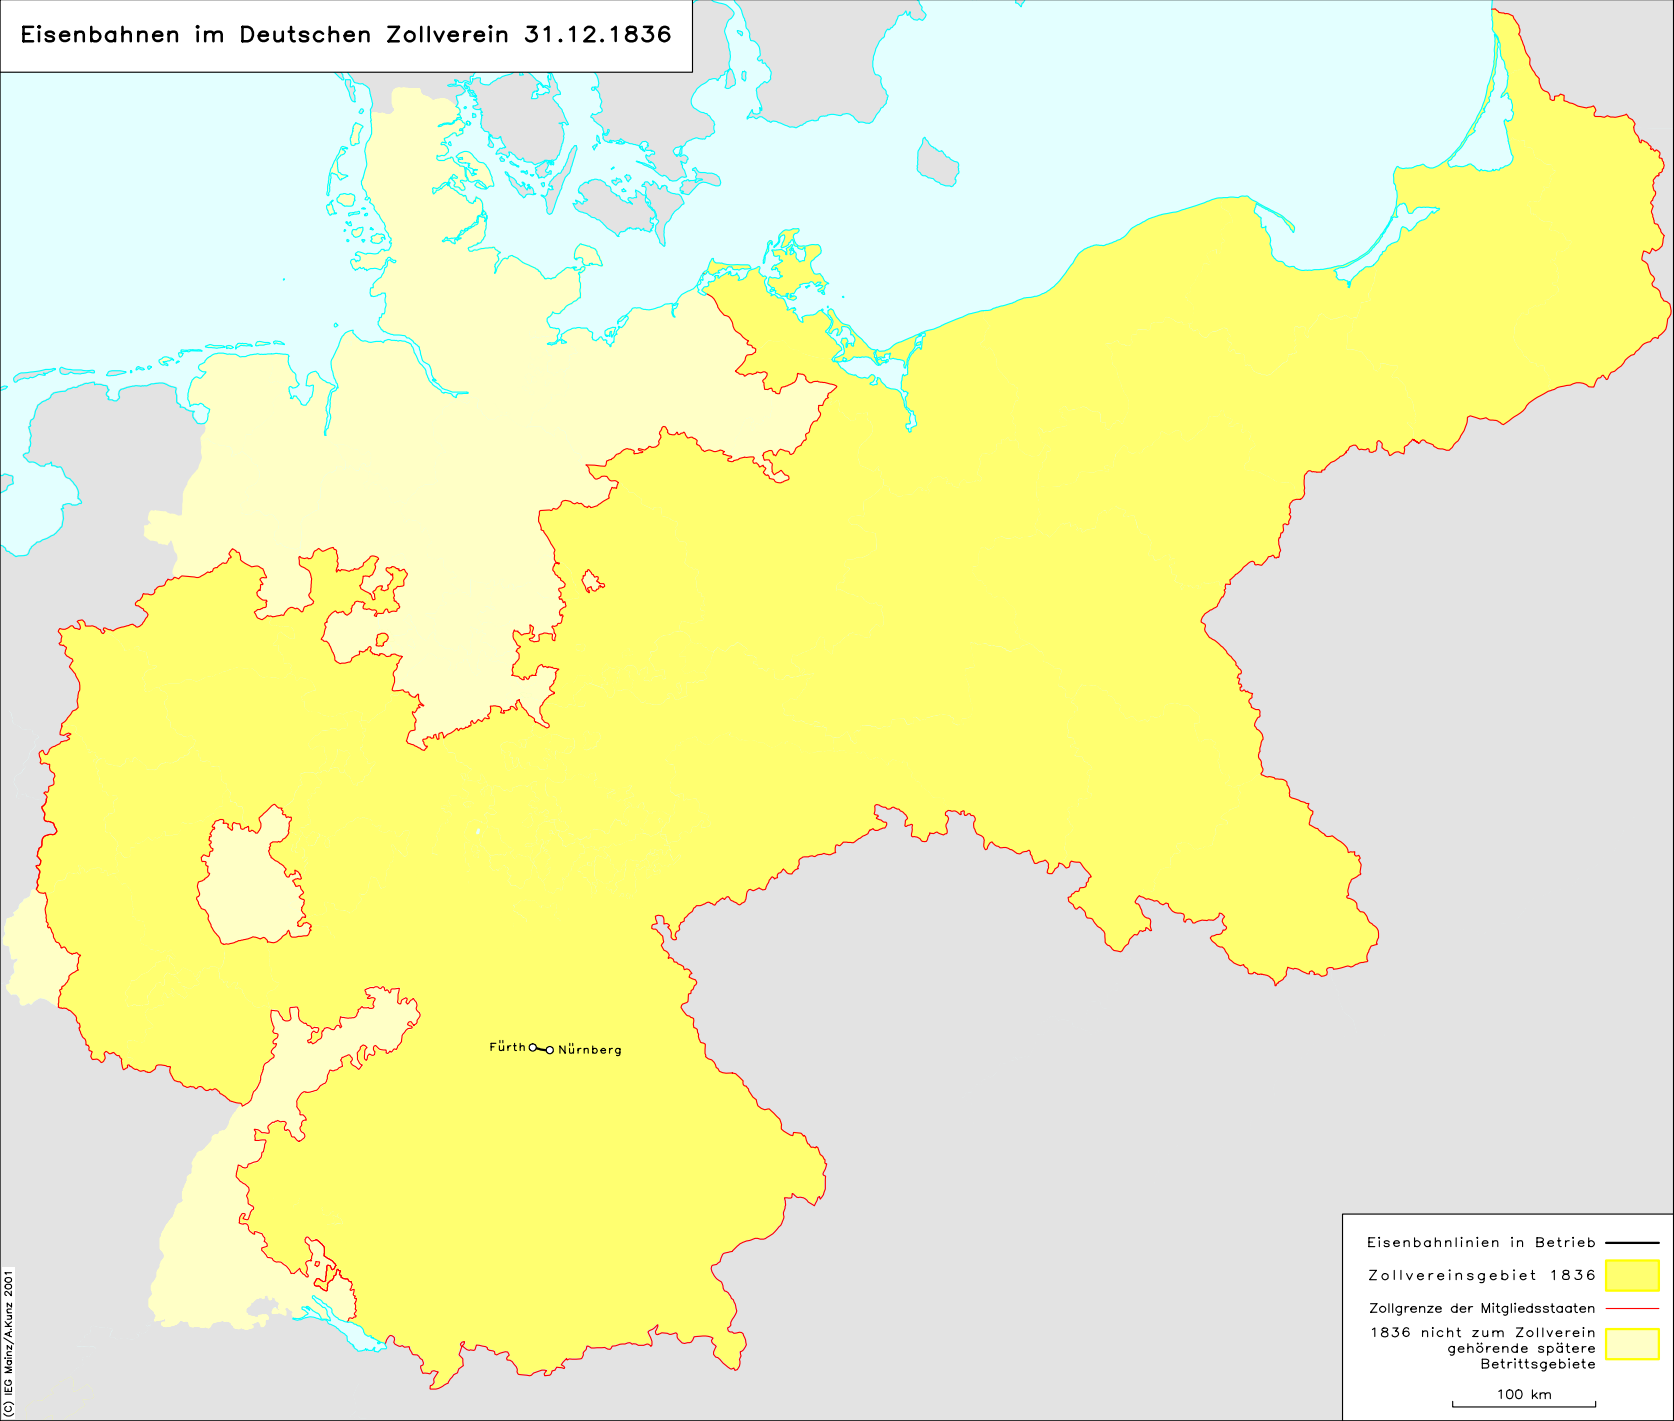 Eisenbahnen im Deutschen Zollverein 31.12.1836
Fürth Nürnberg
Eisenbahnlinien in Betrieb
Zollvereinsgebiet 1836
Zollgrenze der Mitgliedsstaaten
1836 nicht zum Zollverein
gehörende spätere
Betrittsgebiete
100 km
(C) IEG Mainz/A.Kunz 2001